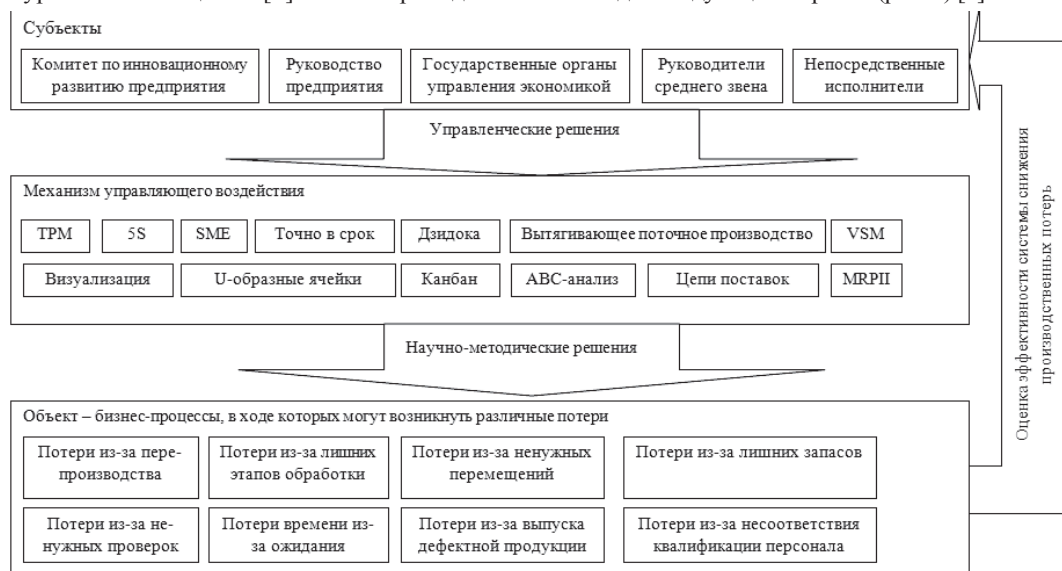 Субъекты
Комитет по инновационному
развитию предприятия
Руководство
предприятия
Государственные органы
управления экономикой
Руководители
среднего звена
Непосредственные
исполнители
Управленческие решения
Механизм управляющего воздействия
TPM
5S
SME
Точно в срок
Дзидока
Вытягивающее поточное производство
VSM
Визуализация
U-образные ячейки
Канбан
ABC-анализ
Цепи поставок
MRPII
Научно-методические решения
Объект – бизнес-процессы, в ходе которых могут возникнуть различные потери
Потери из-за пере-
производства
Потери из-за лишних
этапов обработки
Потери из-за ненужных
перемещений
Потери из-за лишних запасов
Потери из-за не-
нужных проверок
Потери времени из-
за ожидания
Потери из-за выпуска
дефектной продукции
Потери из-за несоответствия
квалификации персонала
Оценка эффективности системы снижения
производственных потерь